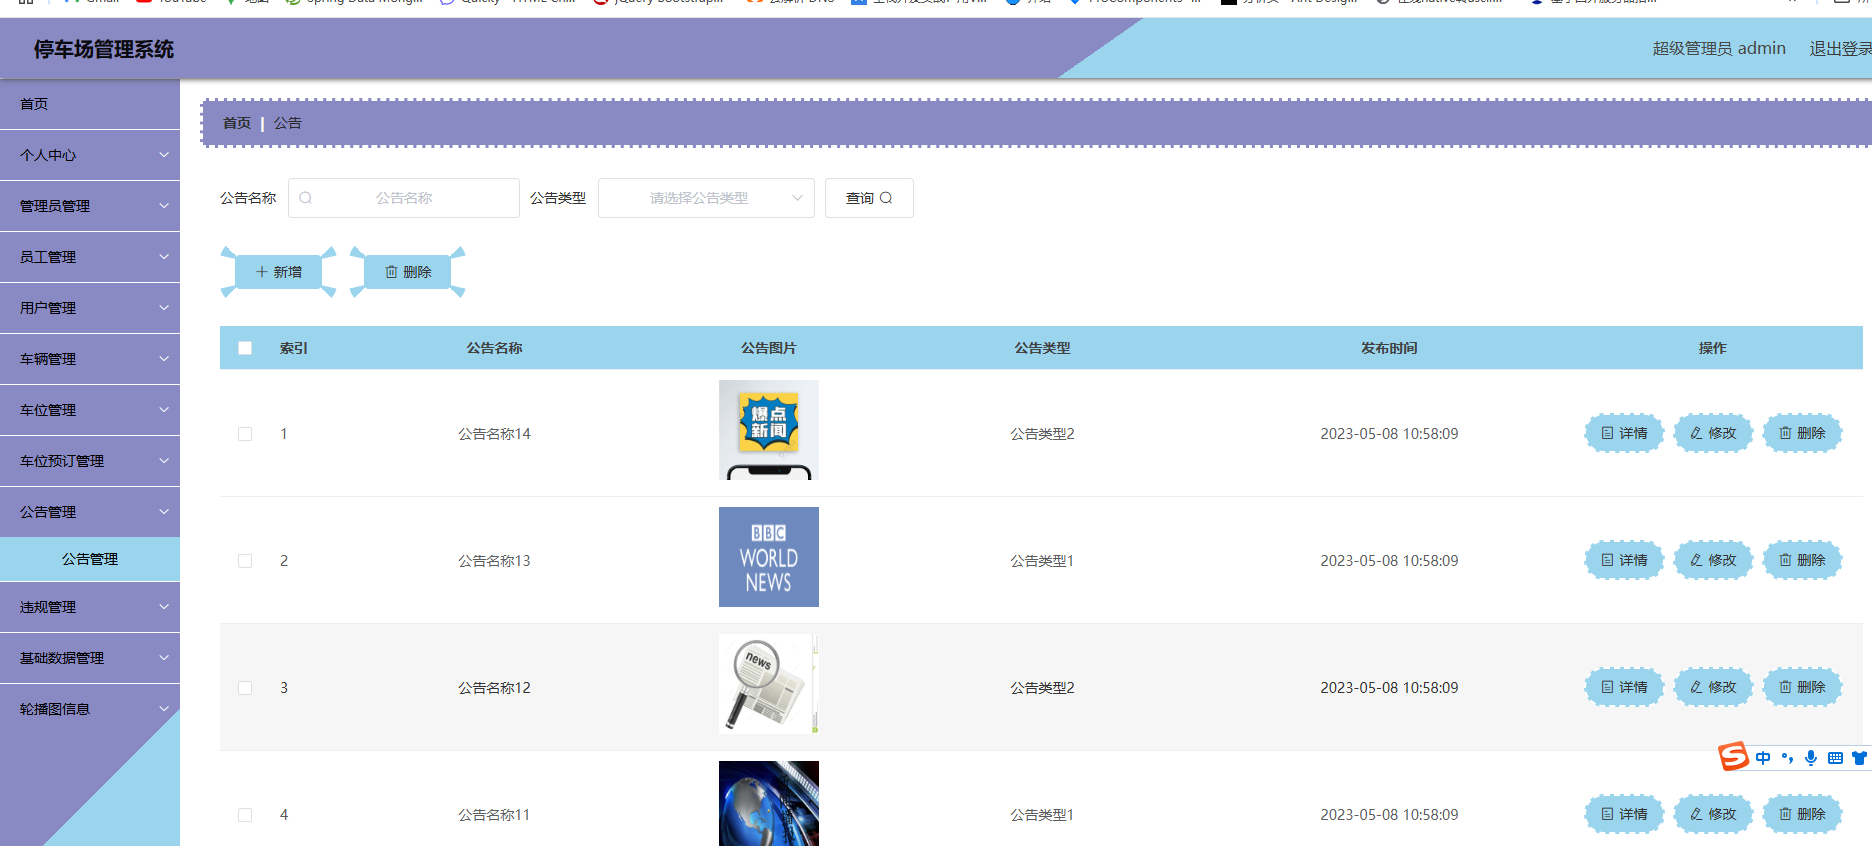 停车场管理系统
超级管理员 admin
退出登录
首页
个人中心
管理员管理
员工管理
用户管理
车辆管理
车位管理
车位预订管理
公告管理
公告管理
违规管理
基础数据管理
轮播图信息
首页 | 公告
公告名称 公告名称 公告类型 请选择公告类型 查询
新增 删除
索引 公告名称 公告图片 公告类型 发布时间 操作
爆点
新闻
1 公告名称14 公告类型2 2023-05-08 10:58:09 详情 修改 删除
BBC
WORLD
NEWS
2 公告名称13 公告类型1 2023-05-08 10:58:09 详情 修改 删除
news
3 公告名称12 公告类型2 2023-05-08 10:58:09 详情 修改 删除
中
4 公告名称11 公告类型1 2023-05-08 10:58:09 详情 修改 删除